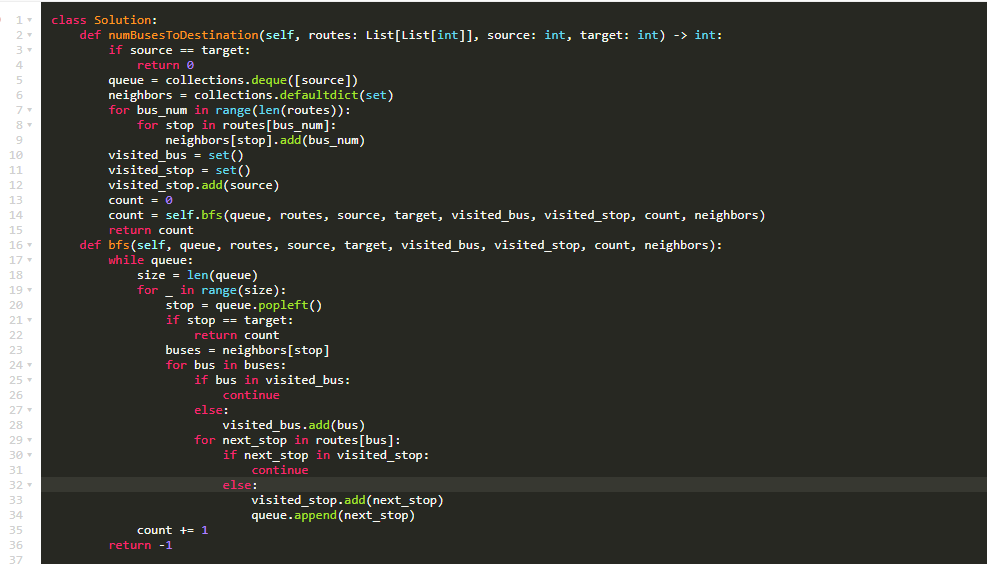 1 class Solution:
2     def numBusesToDestination(self, routes: List[List[int]], source: int, target: int) -> int:
3         if source == target:
4             return 0
5         queue = collections.deque([source])
6         neighbors = collections.defaultdict(set)
7         for bus_num in range(len(routes)):
8             for stop in routes[bus_num]:
9                 neighbors[stop].add(bus_num)
10         visited_bus = set()
11         visited_stop = set()
12         visited_stop.add(source)
13         count = 0
14         count = self.bfs(queue, routes, source, target, visited_bus, visited_stop, count, neighbors)
15         return count
16     def bfs(self, queue, routes, source, target, visited_bus, visited_stop, count, neighbors):
17         while queue:
18             size = len(queue)
19             for _ in range(size):
20                 stop = queue.popleft()
21                 if stop == target:
22                     return count
23                 buses = neighbors[stop]
24                 for bus in buses:
25                     if bus in visited_bus:
26                         continue
27                     else:
28                         visited_bus.add(bus)
29                     for next_stop in routes[bus]:
30                         if next_stop in visited_stop:
31                             continue
32                         else:
33                             visited_stop.add(next_stop)
34                             queue.append(next_stop)
35             count += 1
36         return -1
37